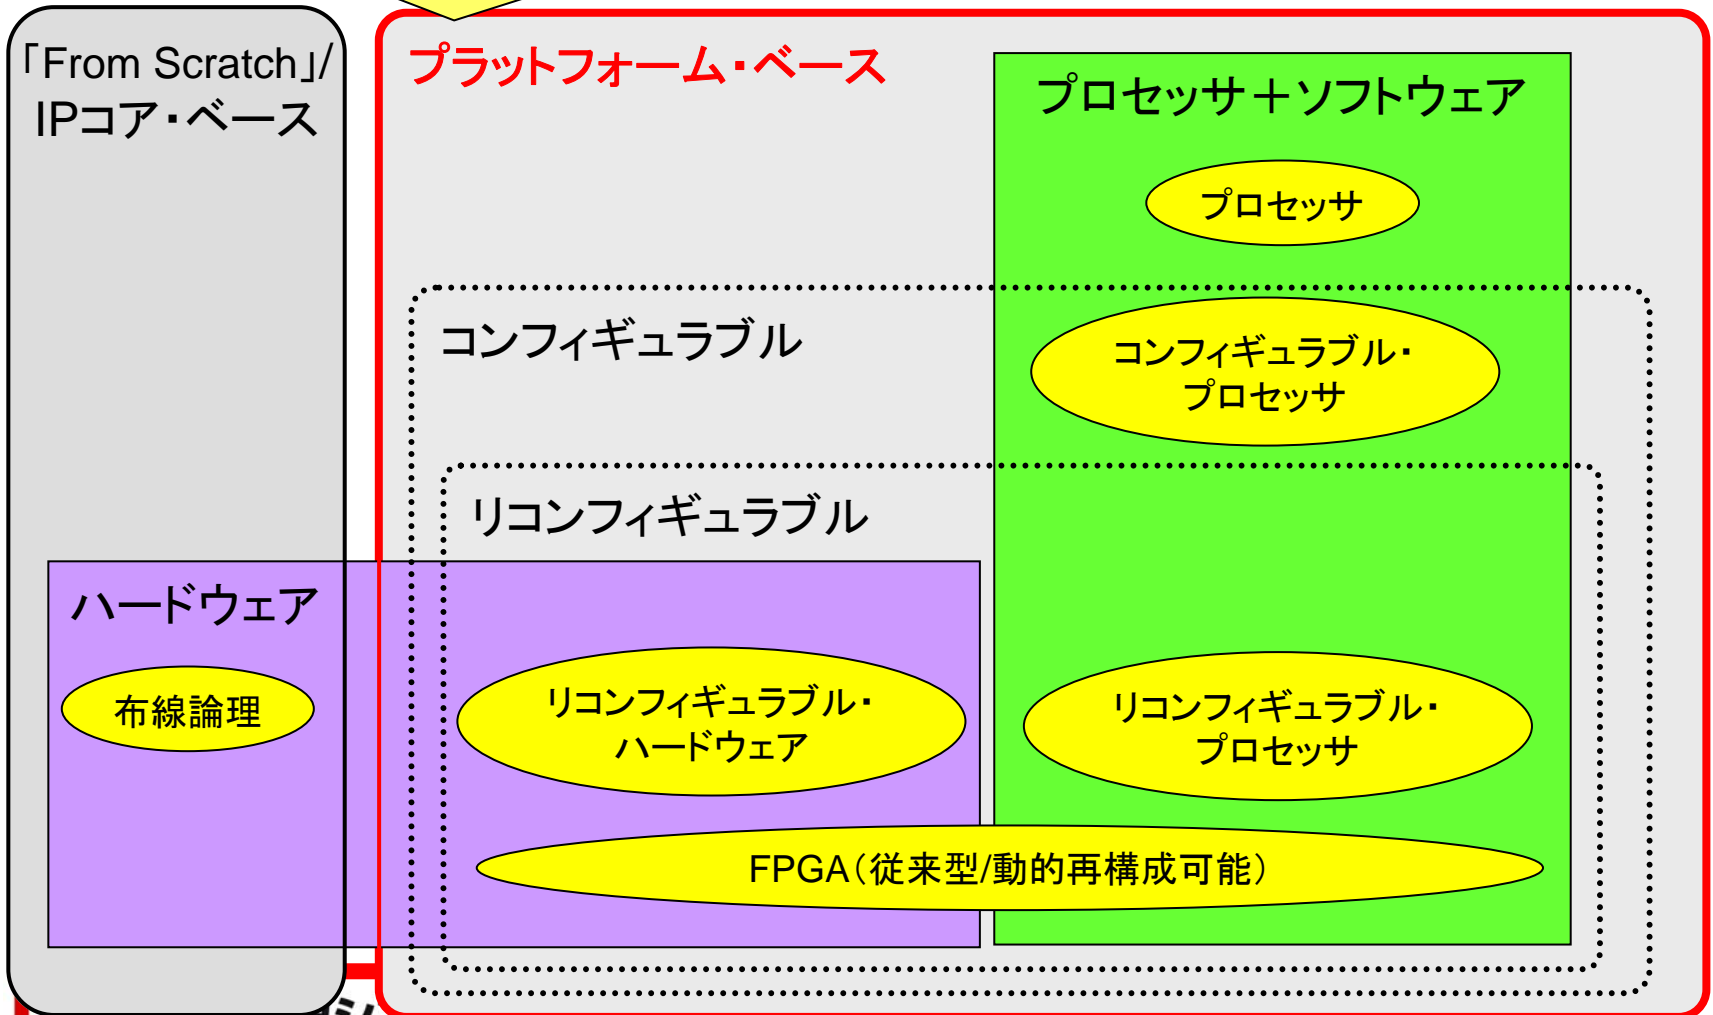 「From Scratch」/
IPコア・ベース
プラットフォーム・ベース
プロセッサ＋ソフトウェア
プロセッサ
コンフィギュラブル
コンフィギュラブル・
プロセッサ
リコンフィギュラブル
ハードウェア
布線論理
リコンフィギュラブル・
ハードウェア
リコンフィギュラブル・
プロセッサ
FPGA（従来型/動的再構成可能）